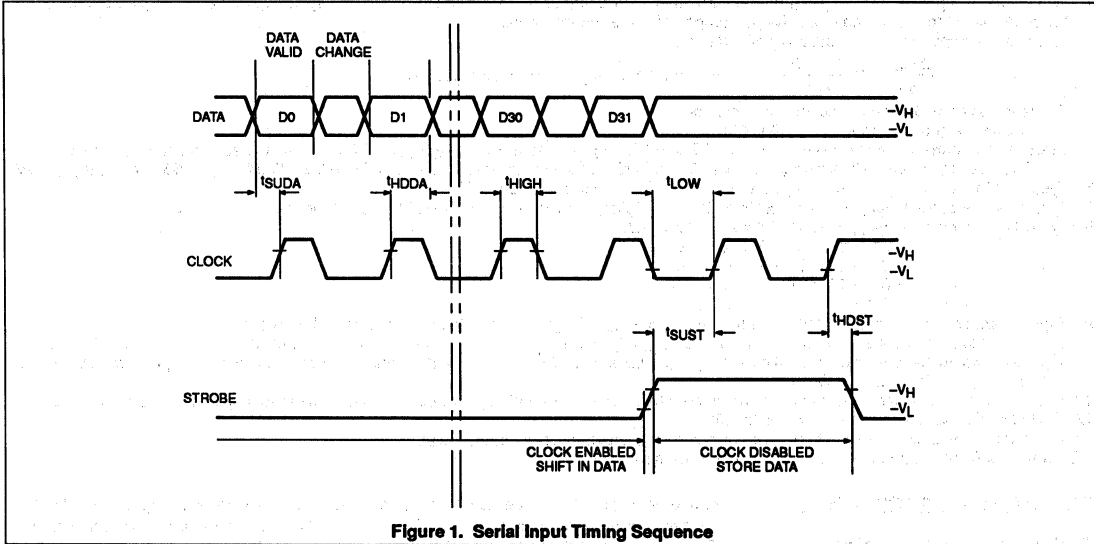 DATA VALID
DATA CHANGE
DATA
D0
D1
D30
D31
–VH
–VL
tSUDA
tHDDA
tHIGH
tLOW
CLOCK
–VH
–VL
tSUST
tHDST
STROBE
–VH
–VL
CLOCK ENABLED
SHIFT IN DATA
CLOCK DISABLED
STORE DATA
Figure 1. Serial Input Timing Sequence